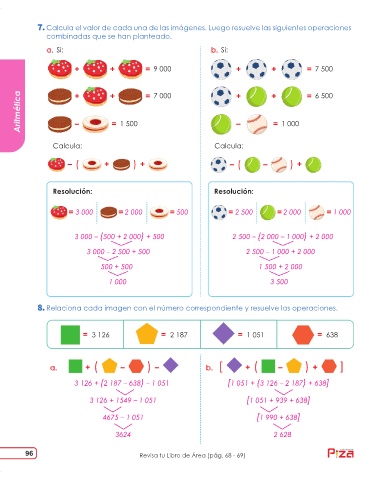 7. Calcula el valor de cada una de las imágenes. Luego resuelve las siguientes operaciones
combinadas que se han planteado.
a. Si:
+ + = 9 000
+ + = 7 000
- = 1 500
Calcula:
- ( + ) +
Resolución:
= 3 000 = 2 000 = 500
3 000 - (500 + 2 000) + 500
3 000 - 2 500 + 500
500 + 500
1 000
b. Si:
+ + = 7 500
+ + = 6 500
- = 1 000
Calcula:
- ( - ) +
Resolución:
= 2 500 = 2 000 = 1 000
2 500 - (2 000 - 1 000) + 2 000
2 500 - 1 000 + 2 000
1 500 + 2 000
3 500
Aritmética
8. Relaciona cada imagen con el número correspondiente y resuelve las operaciones.
= 3 126 = 2 187 = 1 051 = 638
a. + ( - ) -
3 126 + (2 187 - 638) - 1 051
3 126 + 1549 - 1 051
4675 - 1 051
3624
b. [ + ( - ) + ]
[1 051 + (3 126 - 2 187) + 638]
[1 051 + 939 + 638]
[1 990 + 638]
2 628
96
Revisa tu Libro de Área (pág. 68 - 69)